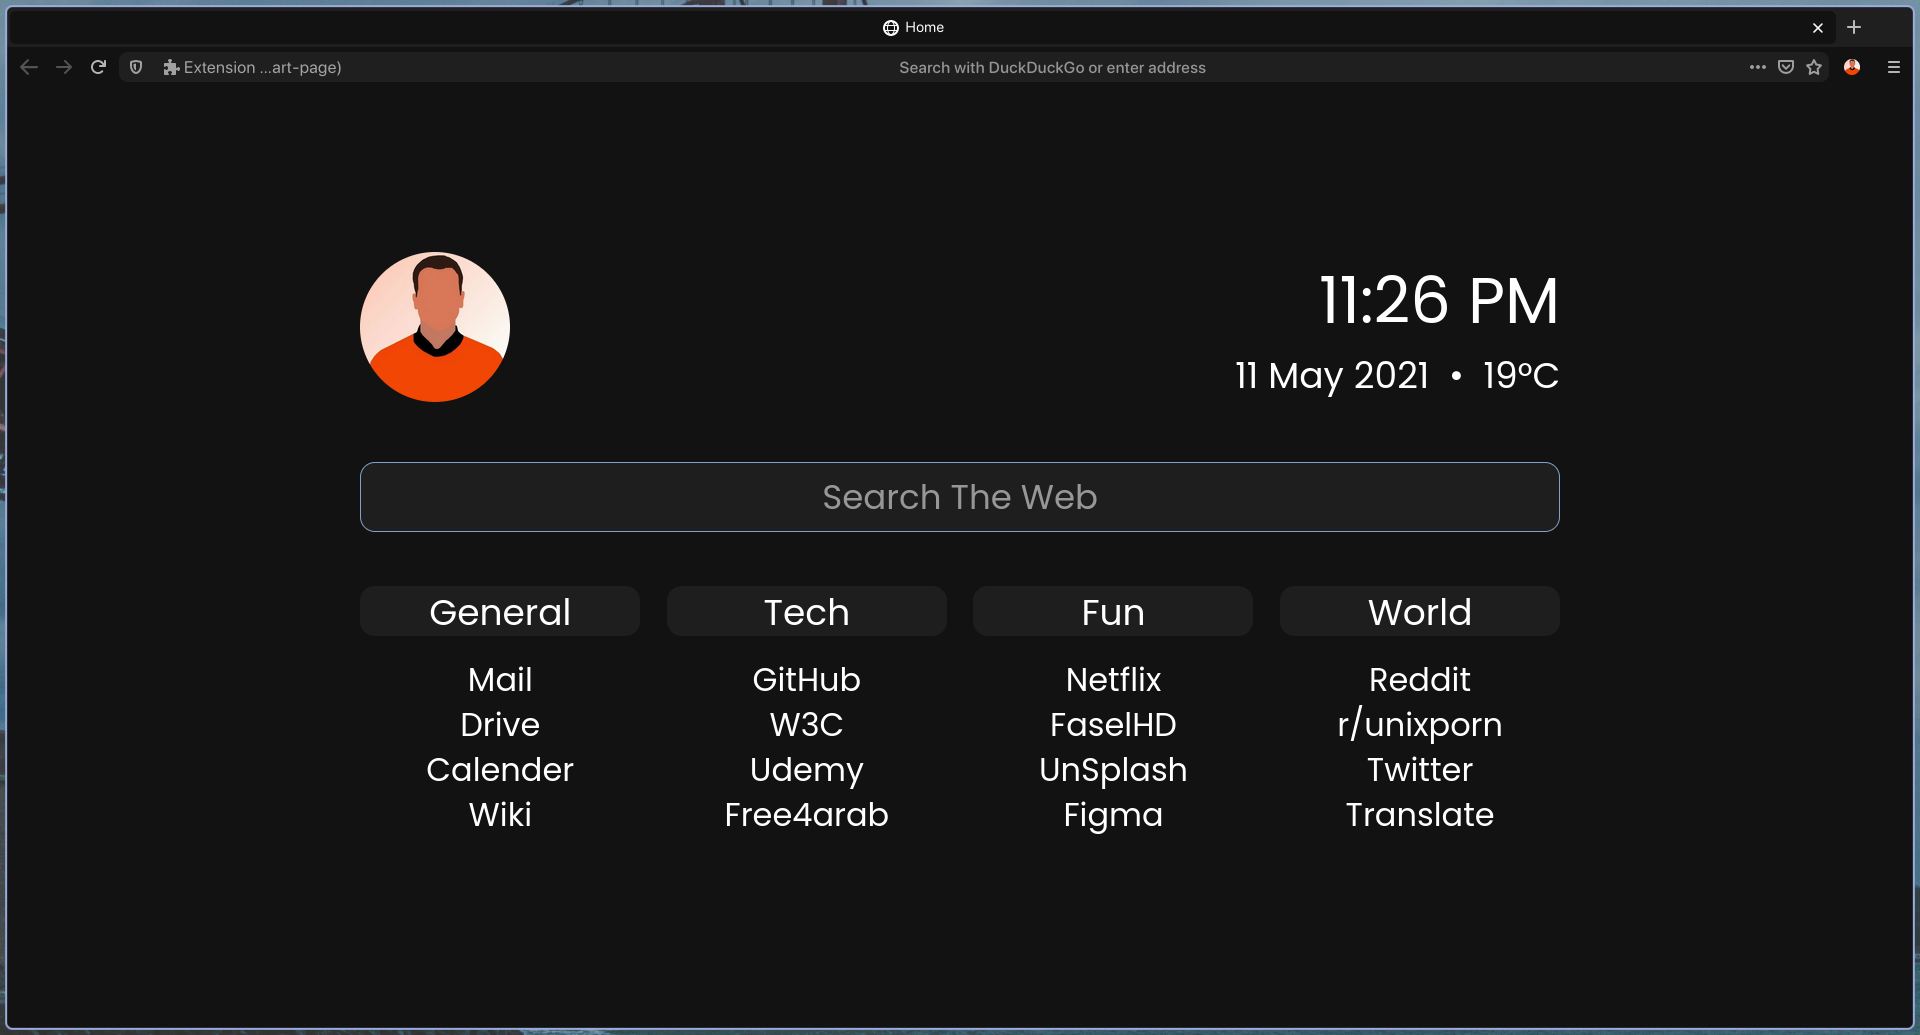 Home
Extension ...art-page)
Search with DuckDuckGo or enter address
11:26 PM
11 May 2021 • 19°C
Search The Web
General
Mail
Drive
Calender
Wiki
Tech
GitHub
W3C
Udemy
Free4arab
Fun
Netflix
FaselHD
UnSplash
Figma
World
Reddit
r/unixporn
Twitter
Translate